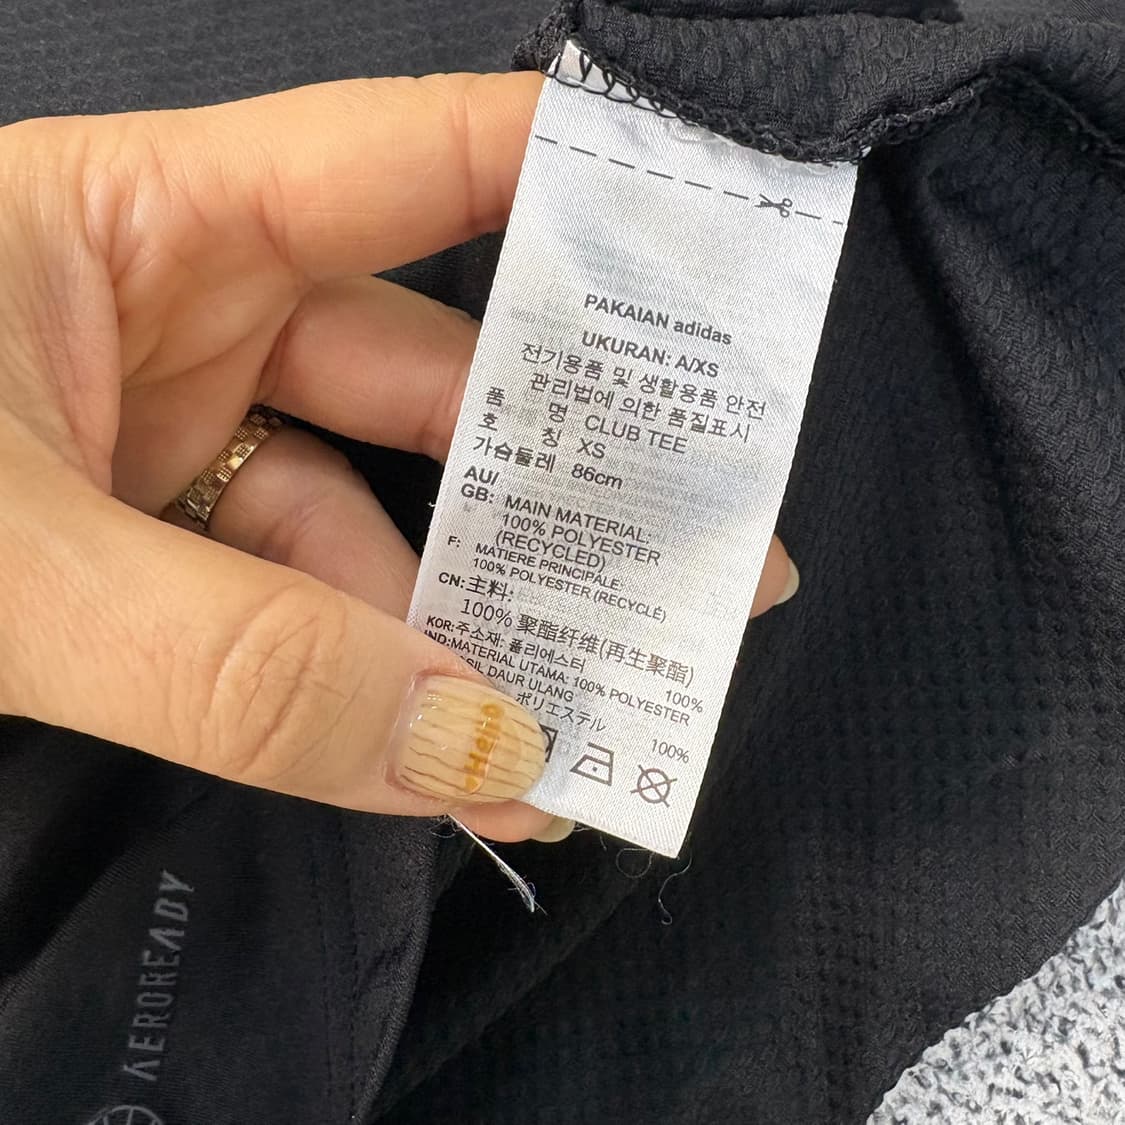 PAKAIAN adidas
UKURAN: A/XS
전기용품 및 생활용품 안전
관리법에 의한 품질표시
품 명 CLUB TEE
호 칭 XS
가슴둘레 86cm
AU/
GB: MAIN MATERIAL:
100% POLYESTER
(RECYCLED)
F: MATIERE PRINCIPALE:
100% POLYESTER (RECYCLÉ)
CN: 主料:
100% 聚酯纤维(再生聚酯)
KOR: 주소재: 폴리에스터 100%
IND:MATERIAL UTAMA: 100% POLYESTER
DAUR ULANG
ポリエステル 100%
Hello
AEROREADY